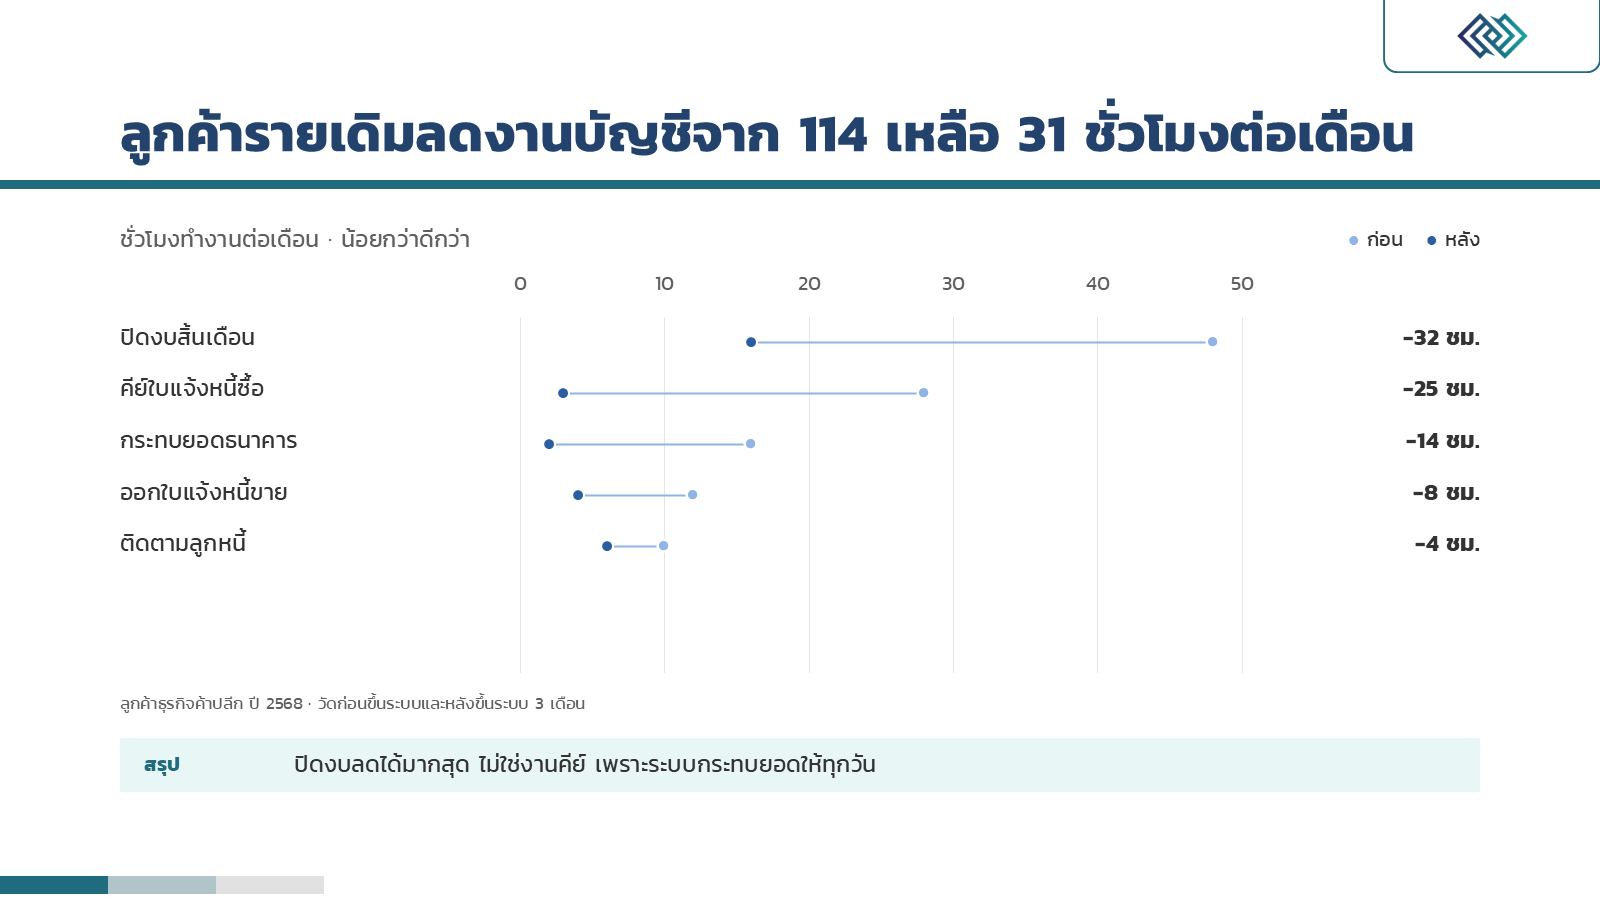 ลูกค้ารายเดิมลดงานบัญชีจาก 114 เหลือ 31 ชั่วโมงต่อเดือน
ชั่วโมงทำงานต่อเดือน · น้อยกว่าดีกว่า
ก่อน หลัง
0 10 20 30 40 50
ปิดงบสิ้นเดือน -32 ชม.
คีย์ใบแจ้งหนี้ซื้อ -25 ชม.
กระทบยอดธนาคาร -14 ชม.
ออกใบแจ้งหนี้ขาย -8 ชม.
ติดตามลูกหนี้ -4 ชม.
ลูกค้าธุรกิจค้าปลีก ปี 2568 · วัดก่อนขึ้นระบบและหลังขึ้นระบบ 3 เดือน
สรุป ปิดงบลดได้มากสุด ไม่ใช่งานคีย์ เพราะระบบกระทบยอดให้ทุกวัน